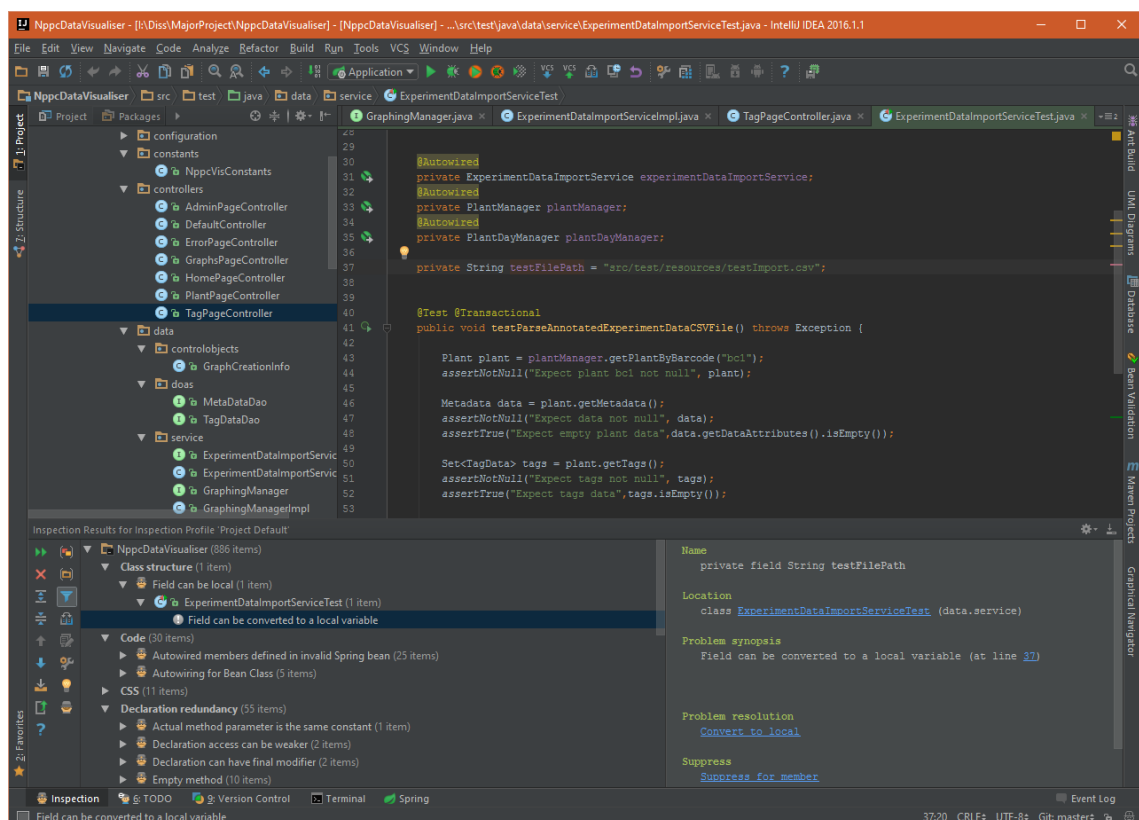 NppcDataVisualiser - [I:\Diss\MajorProject\NppcDataVisualiser] - [NppcDataVisualiser] - ...\src\test\java\data\service\ExperimentDataImportServiceTest.java - IntelliJ IDEA 2016.1.1
File Edit View Navigate Code Analyze Refactor Build Run Tools VCS Window Help
Application
NppcDataVisualiser src test java data service ExperimentDataImportServiceTest
Project Packages
GraphingManager.java ExperimentDataImportServiceImpl.java TagPageController.java ExperimentDataImportServiceTest.java
1: Project
7: Structure
2: Favorites
configuration
constants
NppcVisConstants
controllers
AdminPageController
DefaultController
ErrorPageController
GraphsPageController
HomePageController
PlantPageController
TagPageController
data
controlobjects
GraphCreationInfo
doas
MetaDataDao
TagDataDao
service
ExperimentDataImportServic
ExperimentDataImportServic
GraphingManager
GraphingManagerImpl
28
29
30 @Autowired
31 private ExperimentDataImportService experimentDataImportService;
32 @Autowired
33 private PlantManager plantManager;
34 @Autowired
35 private PlantDayManager plantDayManager;
36
37 private String testFilePath = "src/test/resources/testImport.csv";
38
39
40 @Test @Transactional
41 public void testParseAnnotatedExperimentDataCSVFile() throws Exception {
42
43 Plant plant = plantManager.getPlantByBarcode("bc1");
44 assertNotNull("Expect plant bc1 not null", plant);
45
46 Metadata data = plant.getMetadata();
47 assertNotNull("Expect data not null", data);
48 assertTrue("Expect empty plant data",data.getDataAttributes().isEmpty());
49
50 Set<TagData> tags = plant.getTags();
51 assertNotNull("Expect tags not null", tags);
52 assertTrue("Expect tags data",tags.isEmpty());
53
Ant Build
UML Diagrams
Database
Bean Validation
Maven Projects
Graphical Navigator
Inspection Results for Inspection Profile 'Project Default'
NppcDataVisualiser (886 items)
Class structure (1 item)
Field can be local (1 item)
ExperimentDataImportServiceTest (1 item)
Field can be converted to a local variable
Code (30 items)
Autowired members defined in invalid Spring bean (25 items)
Autowiring for Bean Class (5 items)
CSS (11 items)
Declaration redundancy (55 items)
Actual method parameter is the same constant (1 item)
Declaration access can be weaker (2 items)
Declaration can have final modifier (2 items)
Empty method (10 items)
Name
private field String testFilePath
Location
class ExperimentDataImportServiceTest (data.service)
Problem synopsis
Field can be converted to a local variable (at line 37)
Problem resolution
Convert to local
Suppress
Suppress for member
Inspection 6: TODO 9: Version Control Terminal Spring Event Log
Field can be converted to a local variable 37:20 CRLF UTF-8 Git: master